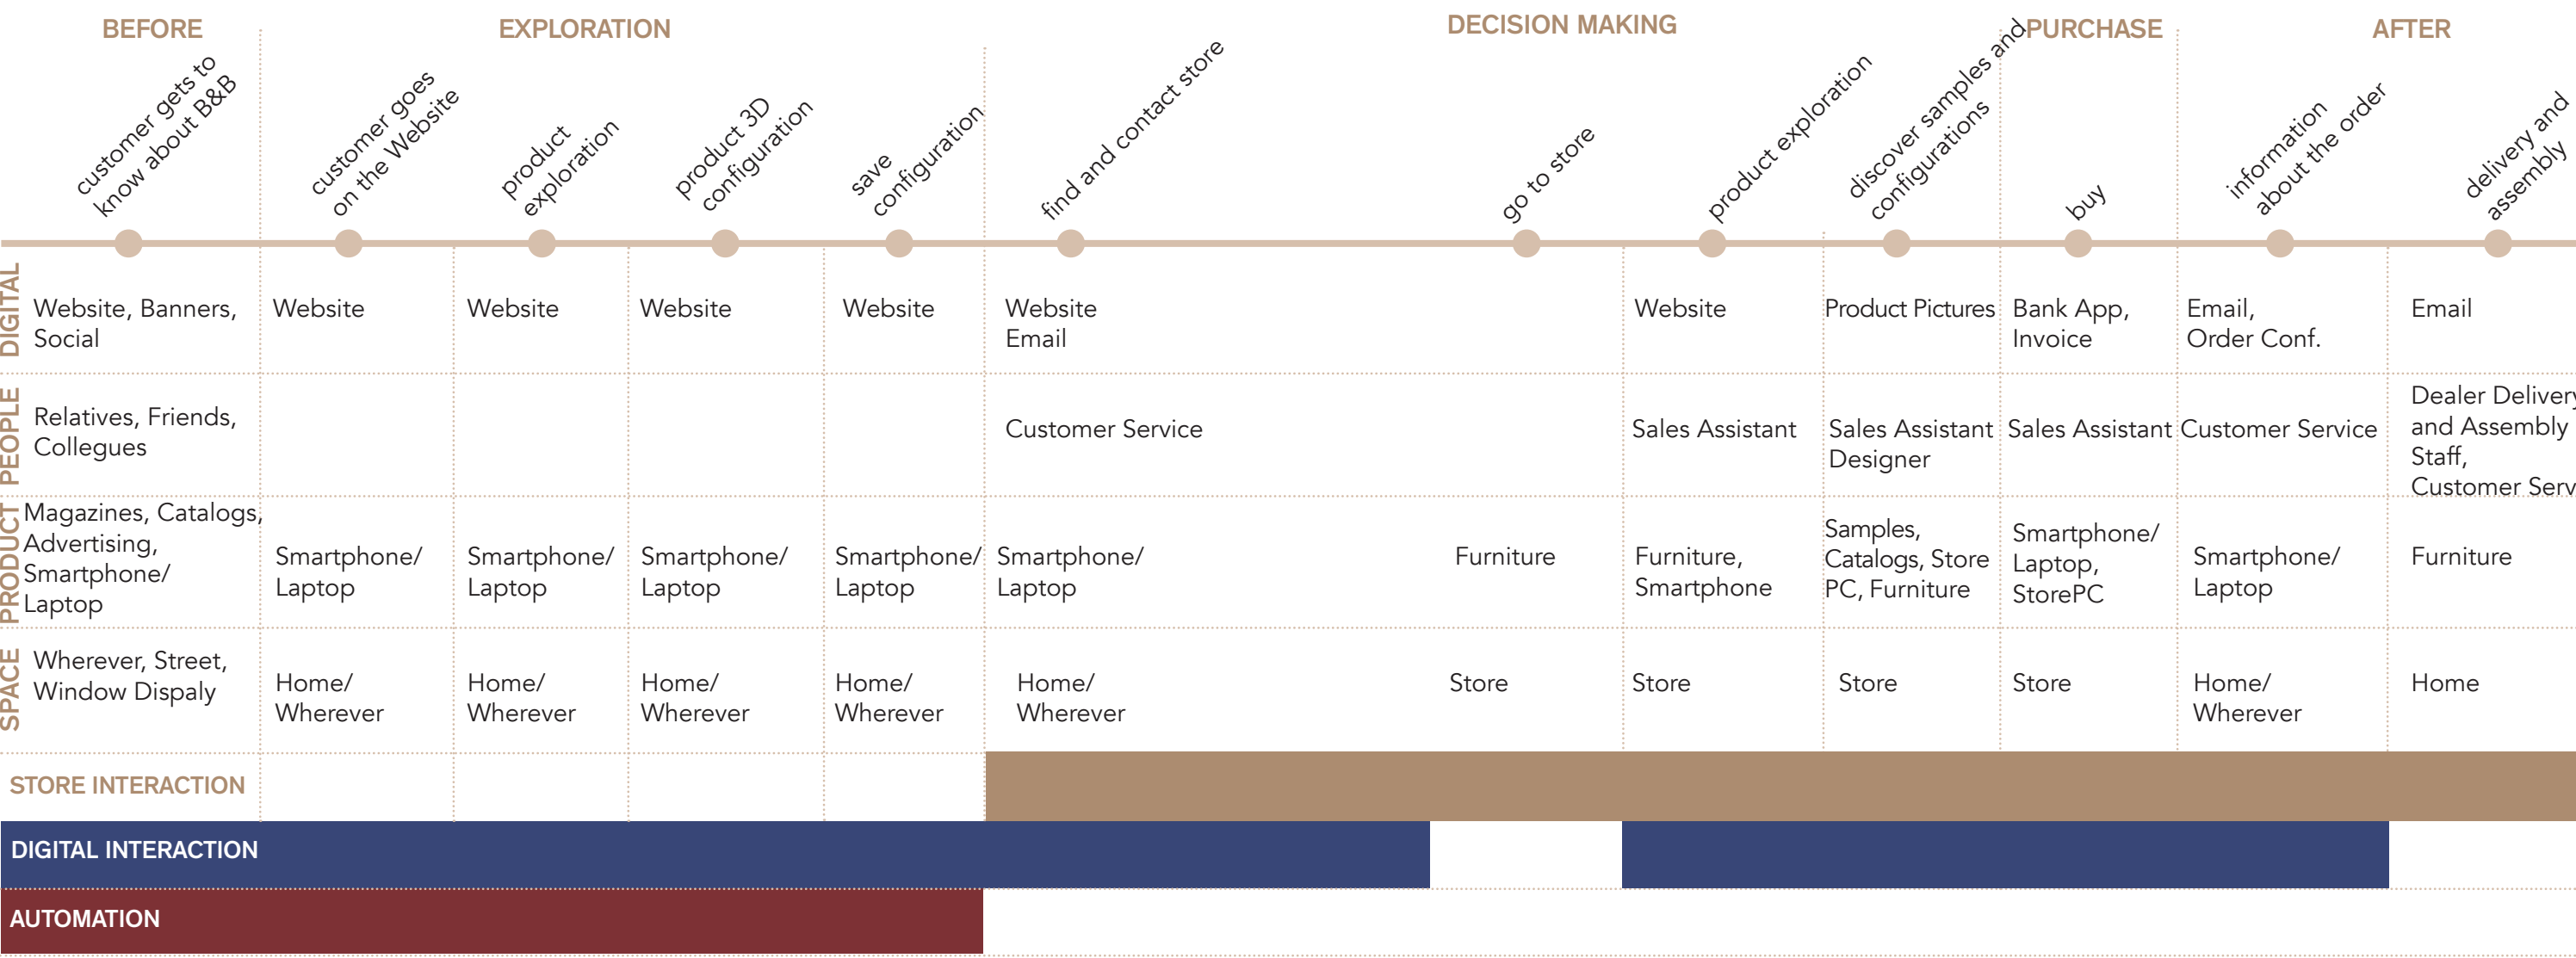 BEFORE
EXPLORATION
DECISION MAKING
PURCHASE
AFTER
customer gets to
know about B&B
customer goes
on the Website
product
exploration
product 3D
configuration
save
configuration
find and contact store
go to store
product exploration
discover samples and
configurations
buy
information
about the order
delivery and
assembly
DIGITAL
Website, Banners,
Social
Website
Website
Website
Website
Website
Email
Website
Product Pictures
Bank App,
Invoice
Email,
Order Conf.
Email
PEOPLE
Relatives, Friends,
Collegues
Customer Service
Sales Assistant
Sales Assistant
Designer
Sales Assistant
Customer Service
Dealer Delivery
and Assembly
Staff,
Customer Serv
PRODUCT
Magazines, Catalogs,
Advertising,
Smartphone/
Laptop
Smartphone/
Laptop
Smartphone/
Laptop
Smartphone/
Laptop
Smartphone/
Laptop
Smartphone/
Laptop
Furniture
Furniture,
Smartphone
Samples,
Catalogs, Store
PC, Furniture
Smartphone/
Laptop,
StorePC
Smartphone/
Laptop
Furniture
SPACE
Wherever, Street,
Window Dispaly
Home/
Wherever
Home/
Wherever
Home/
Wherever
Home/
Wherever
Home/
Wherever
Store
Store
Store
Store
Home/
Wherever
Home
STORE INTERACTION
DIGITAL INTERACTION
AUTOMATION